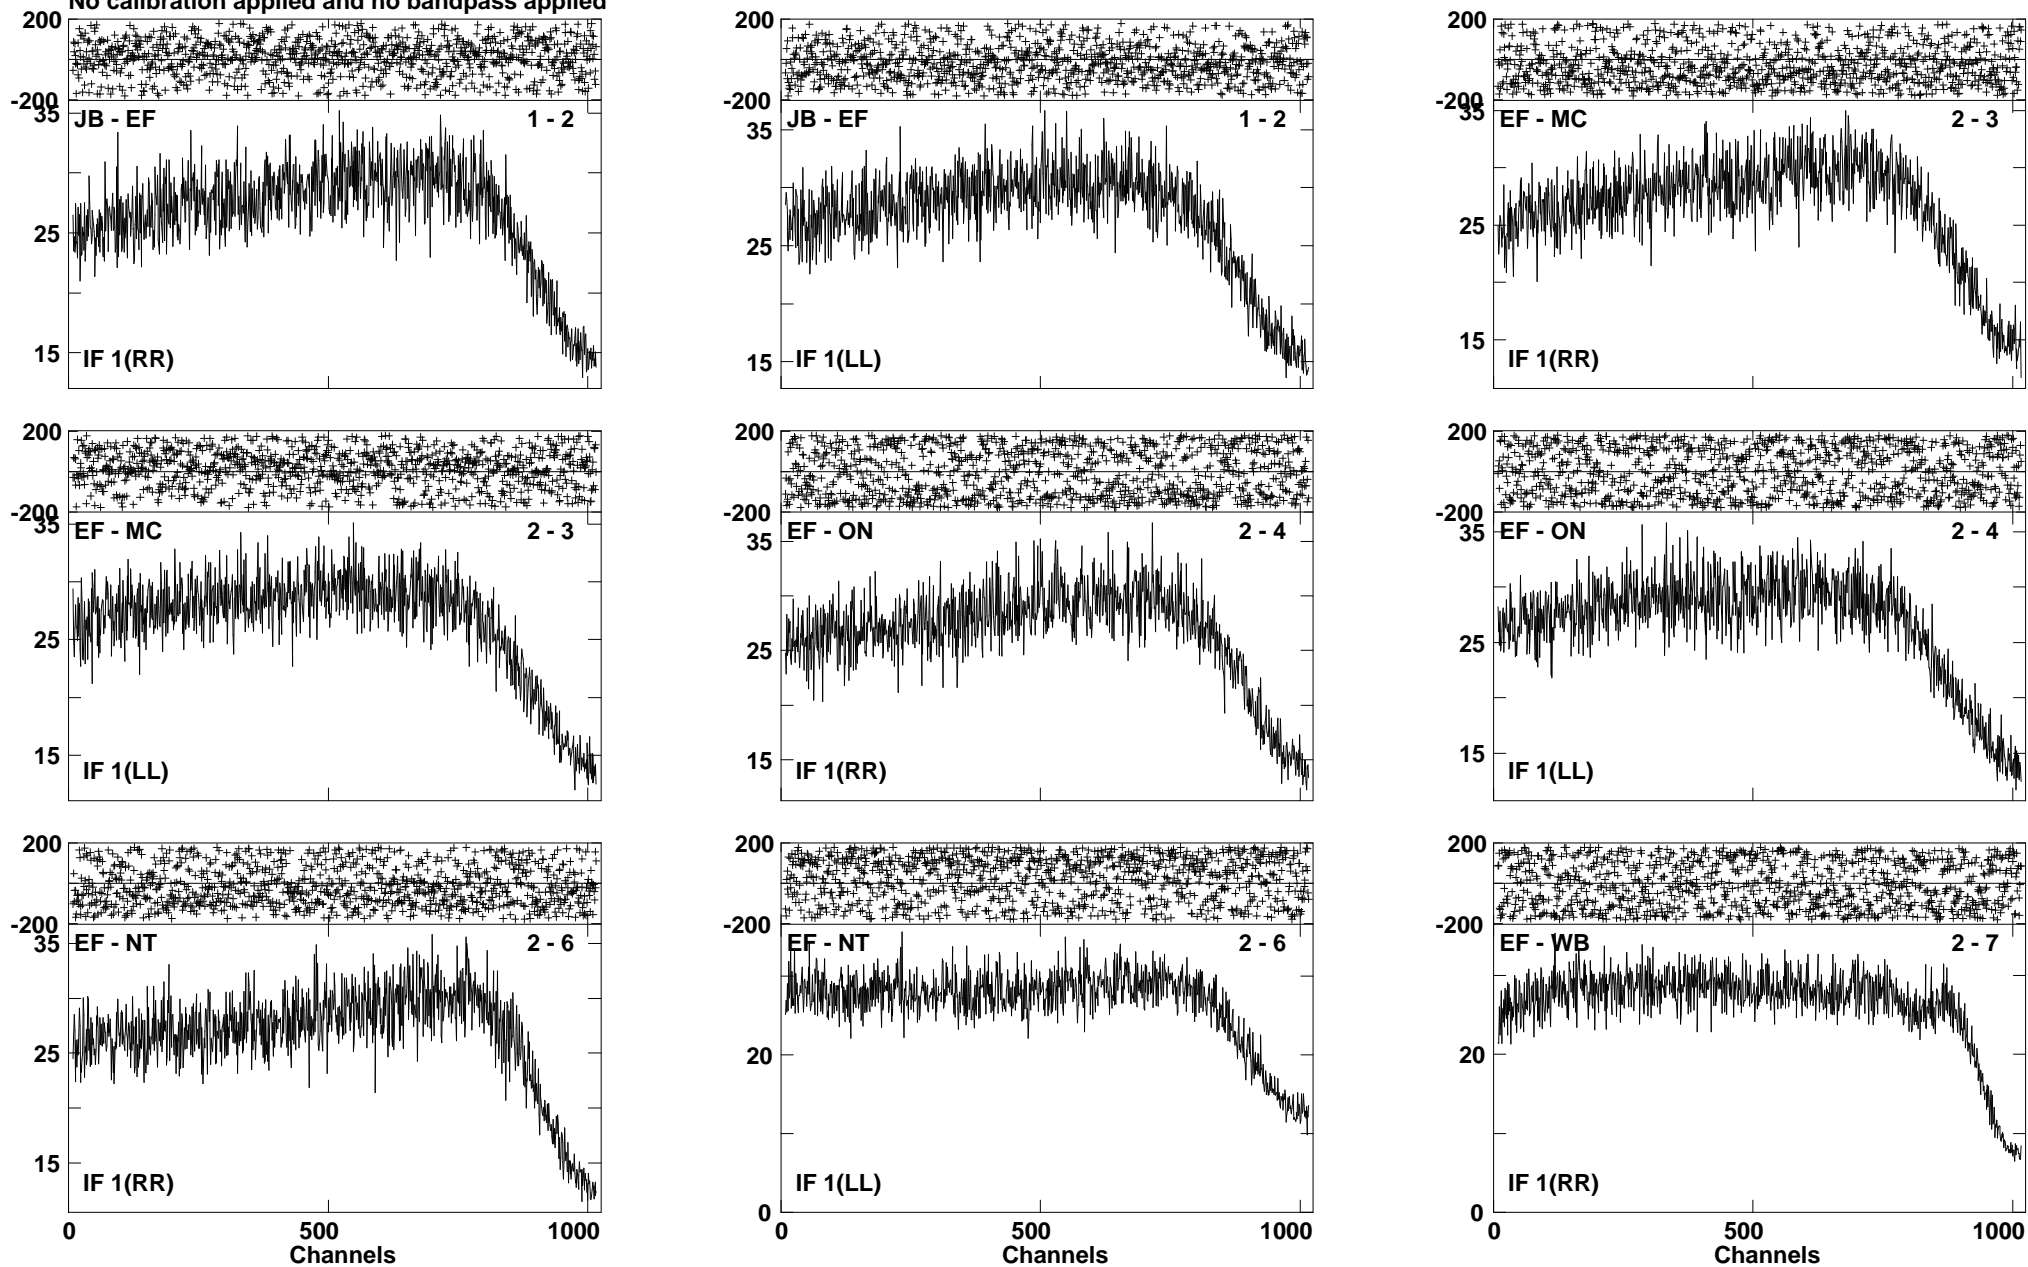 No calibration applied and no bandpass applied
200
-200
JB - EF 1 - 2
35
25
15
IF 1(RR)
-200
200
JB - EF 1 - 2
35
25
15
IF 1(LL)
200
-200
35
EF - MC 2 - 3
25
15
IF 1(RR)
200
-200
35
EF - MC 2 - 3
25
15
IF 1(LL)
200
-200
EF - ON 2 - 4
35
25
15
IF 1(RR)
200
-200
EF - ON 2 - 4
35
25
15
IF 1(LL)
200
-200
EF - NT 2 - 6
35
25
15
IF 1(RR)
0 500 1000
Channels
200
-200
EF - NT 2 - 6
20
IF 1(LL)
0
0 500 1000
Channels
200
-200
EF - WB 2 - 7
20
IF 1(RR)
0
0 500 1000
Channels